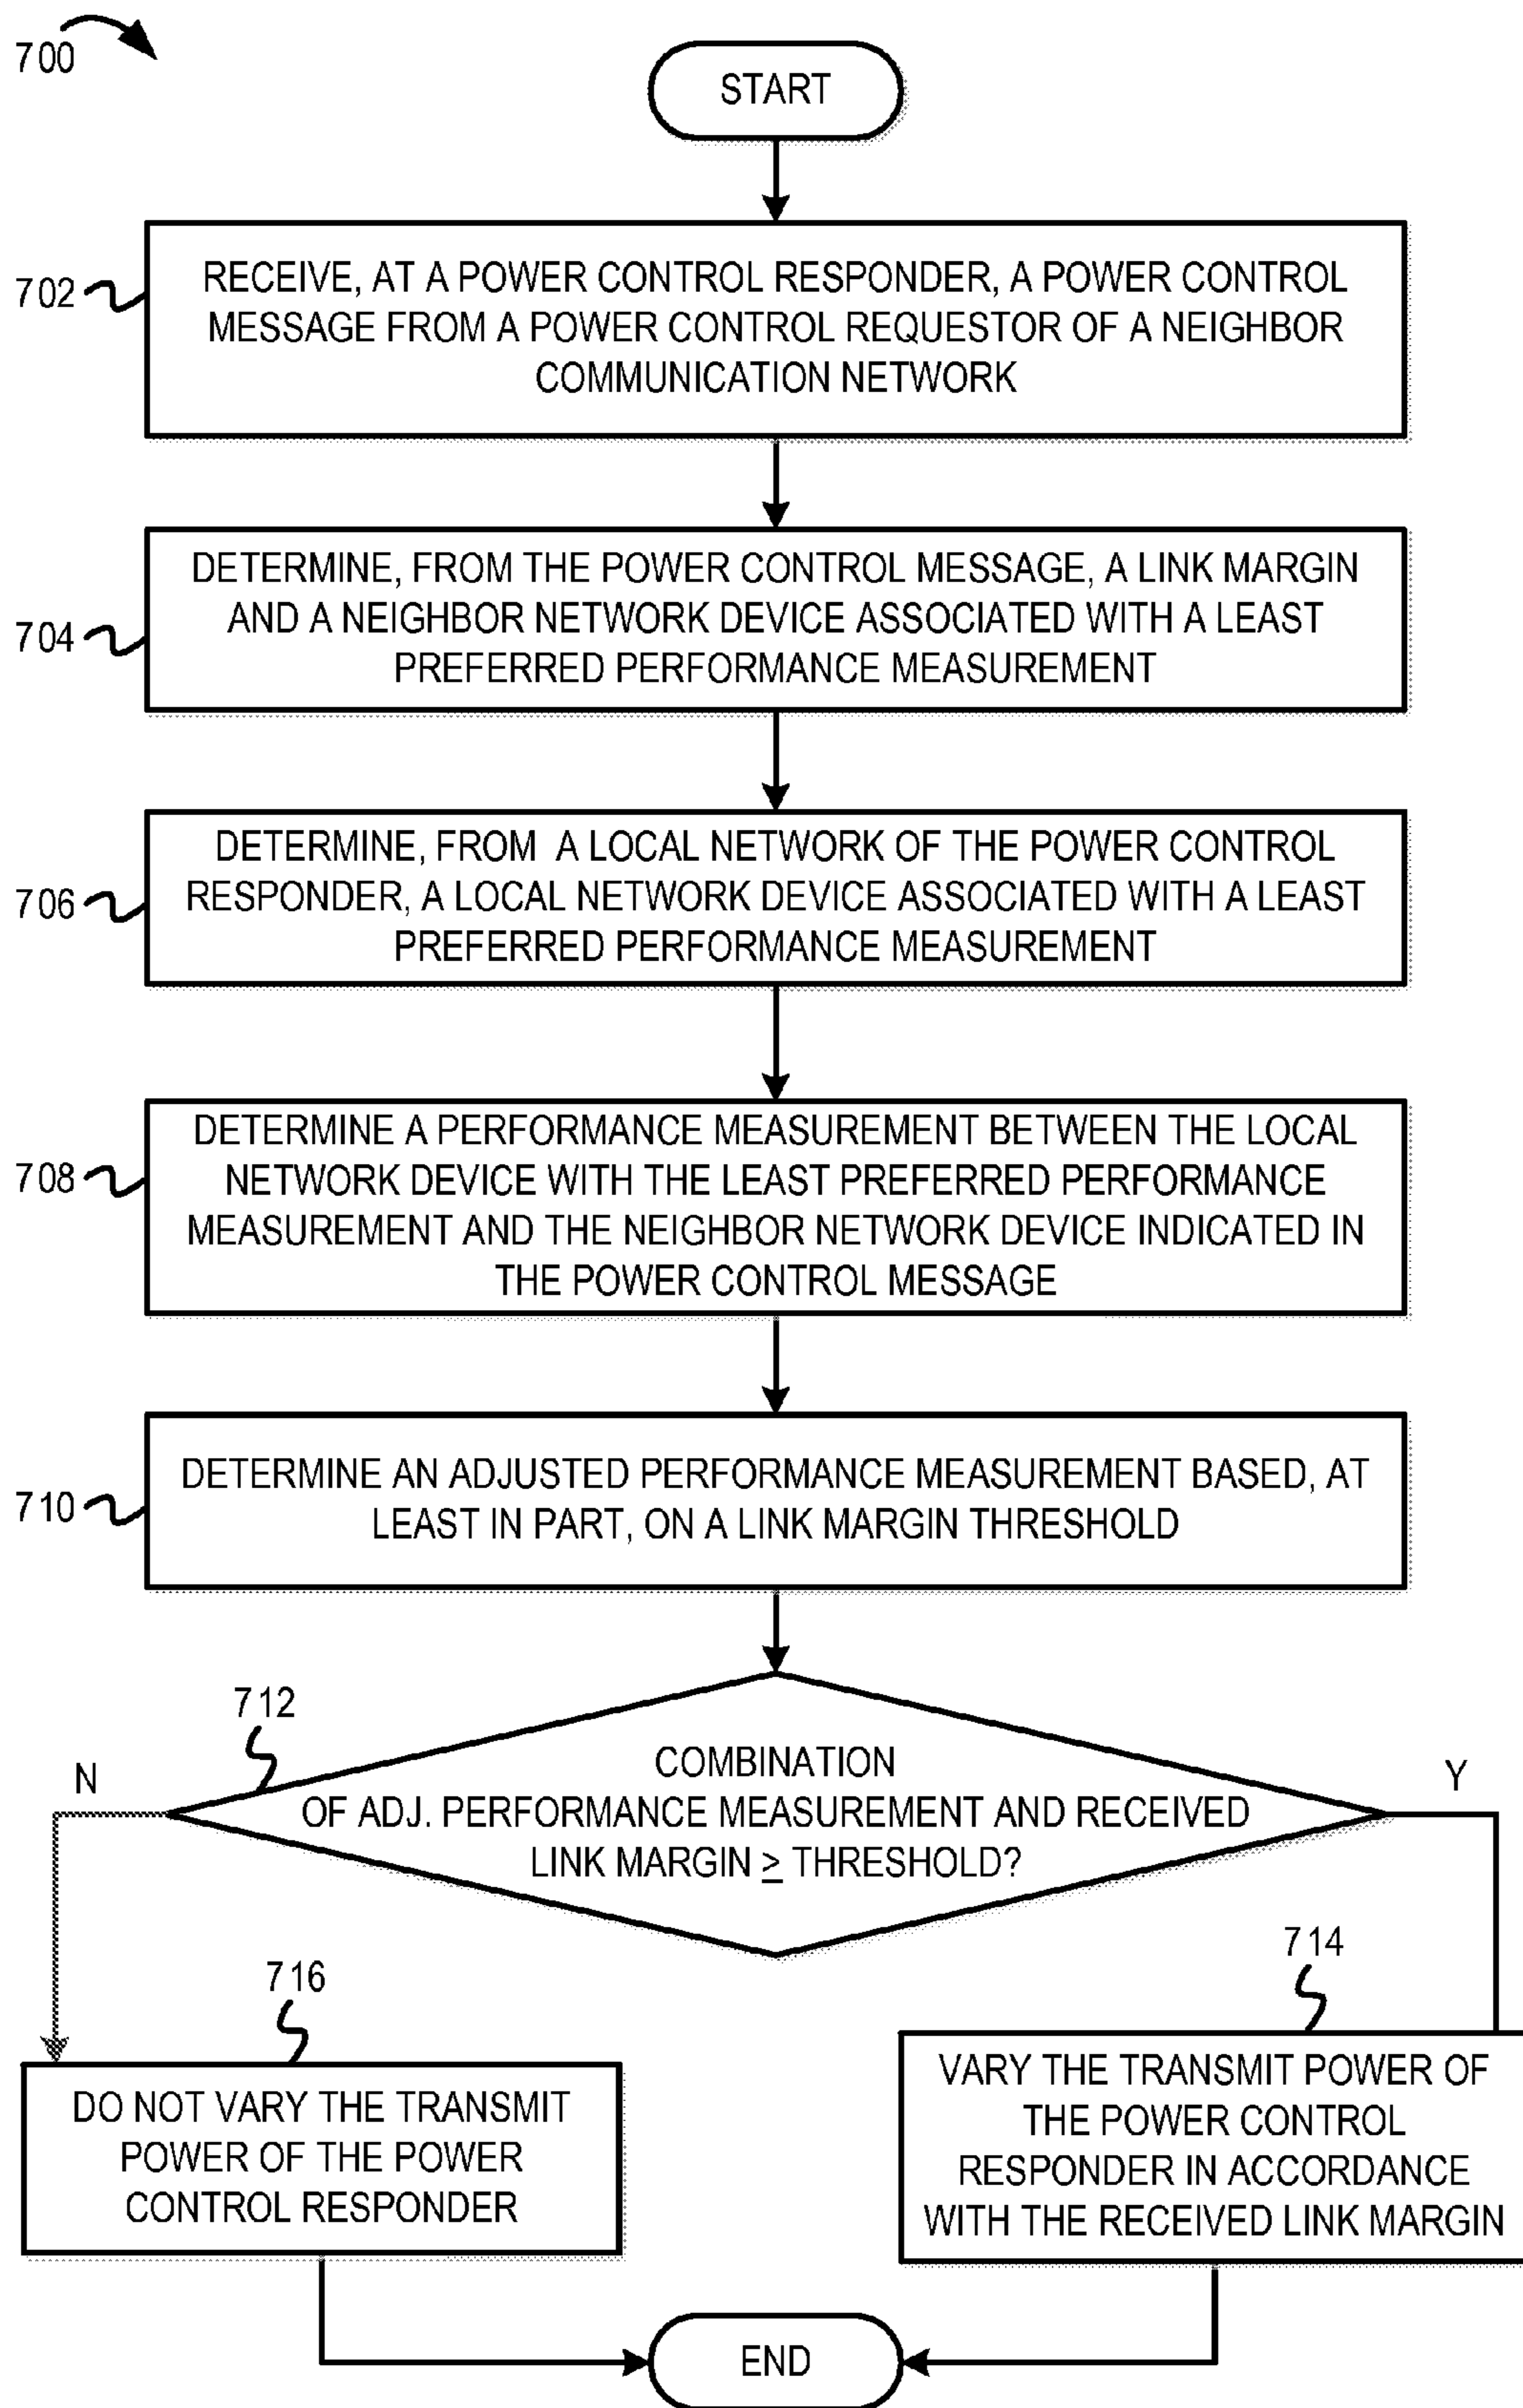 700
START
702
RECEIVE, AT A POWER CONTROL RESPONDER, A POWER CONTROL
MESSAGE FROM A POWER CONTROL REQUESTOR OF A NEIGHBOR
COMMUNICATION NETWORK
704
DETERMINE, FROM THE POWER CONTROL MESSAGE, A LINK MARGIN
AND A NEIGHBOR NETWORK DEVICE ASSOCIATED WITH A LEAST
PREFERRED PERFORMANCE MEASUREMENT
706
DETERMINE, FROM A LOCAL NETWORK OF THE POWER CONTROL
RESPONDER, A LOCAL NETWORK DEVICE ASSOCIATED WITH A LEAST
PREFERRED PERFORMANCE MEASUREMENT
708
DETERMINE A PERFORMANCE MEASUREMENT BETWEEN THE LOCAL
NETWORK DEVICE WITH THE LEAST PREFERRED PERFORMANCE
MEASUREMENT AND THE NEIGHBOR NETWORK DEVICE INDICATED IN
THE POWER CONTROL MESSAGE
710
DETERMINE AN ADJUSTED PERFORMANCE MEASUREMENT BASED, AT
LEAST IN PART, ON A LINK MARGIN THRESHOLD
712
COMBINATION
OF ADJ. PERFORMANCE MEASUREMENT AND RECEIVED
LINK MARGIN ≥ THRESHOLD?
N
Y
716
DO NOT VARY THE TRANSMIT
POWER OF THE POWER
CONTROL RESPONDER
714
VARY THE TRANSMIT POWER OF
THE POWER CONTROL
RESPONDER IN ACCORDANCE
WITH THE RECEIVED LINK MARGIN
END